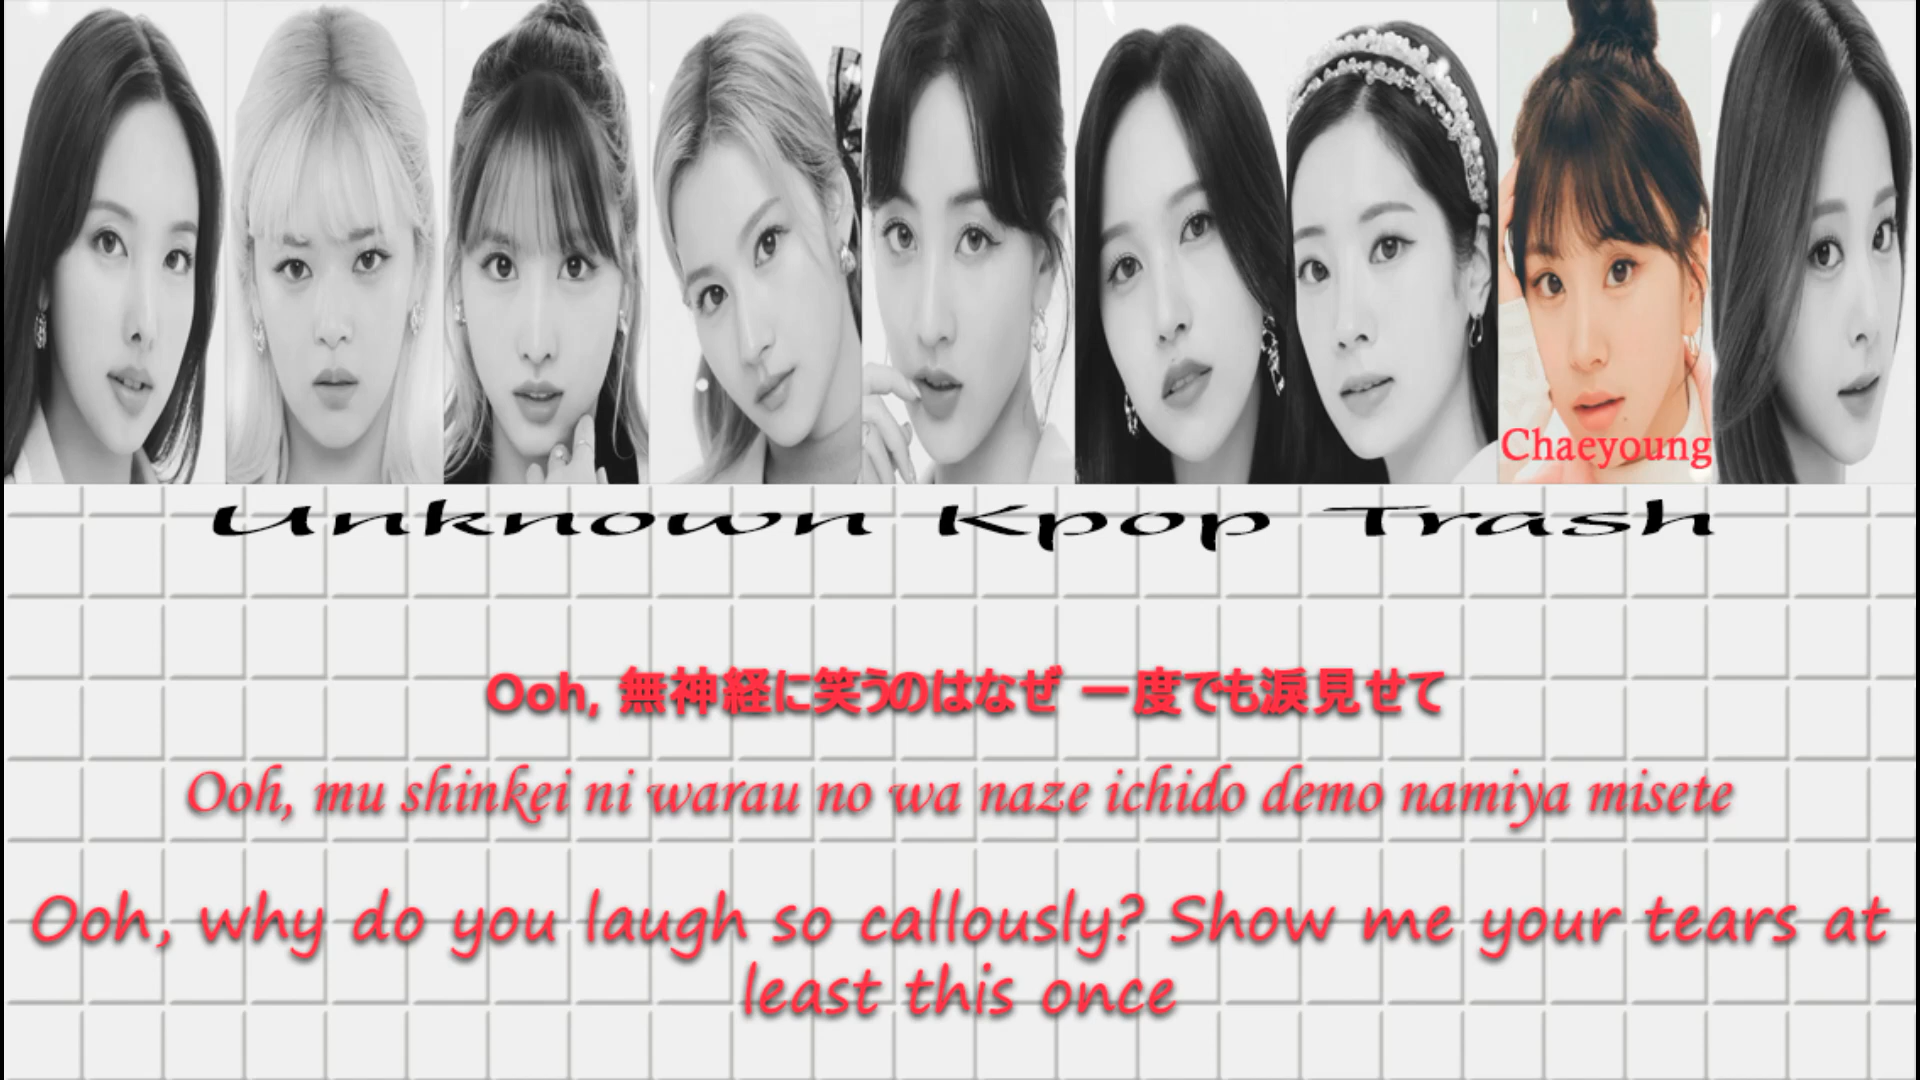 Chaeyoung
Unknown Kpop Trash
Ooh, 無神経に笑うのはなぜ 一度でも涙見せて
Ooh, mu shinkei ni warau no wa naze ichido demo namiya misete
Ooh, why do you laugh so callously? Show me your tears at
least this once